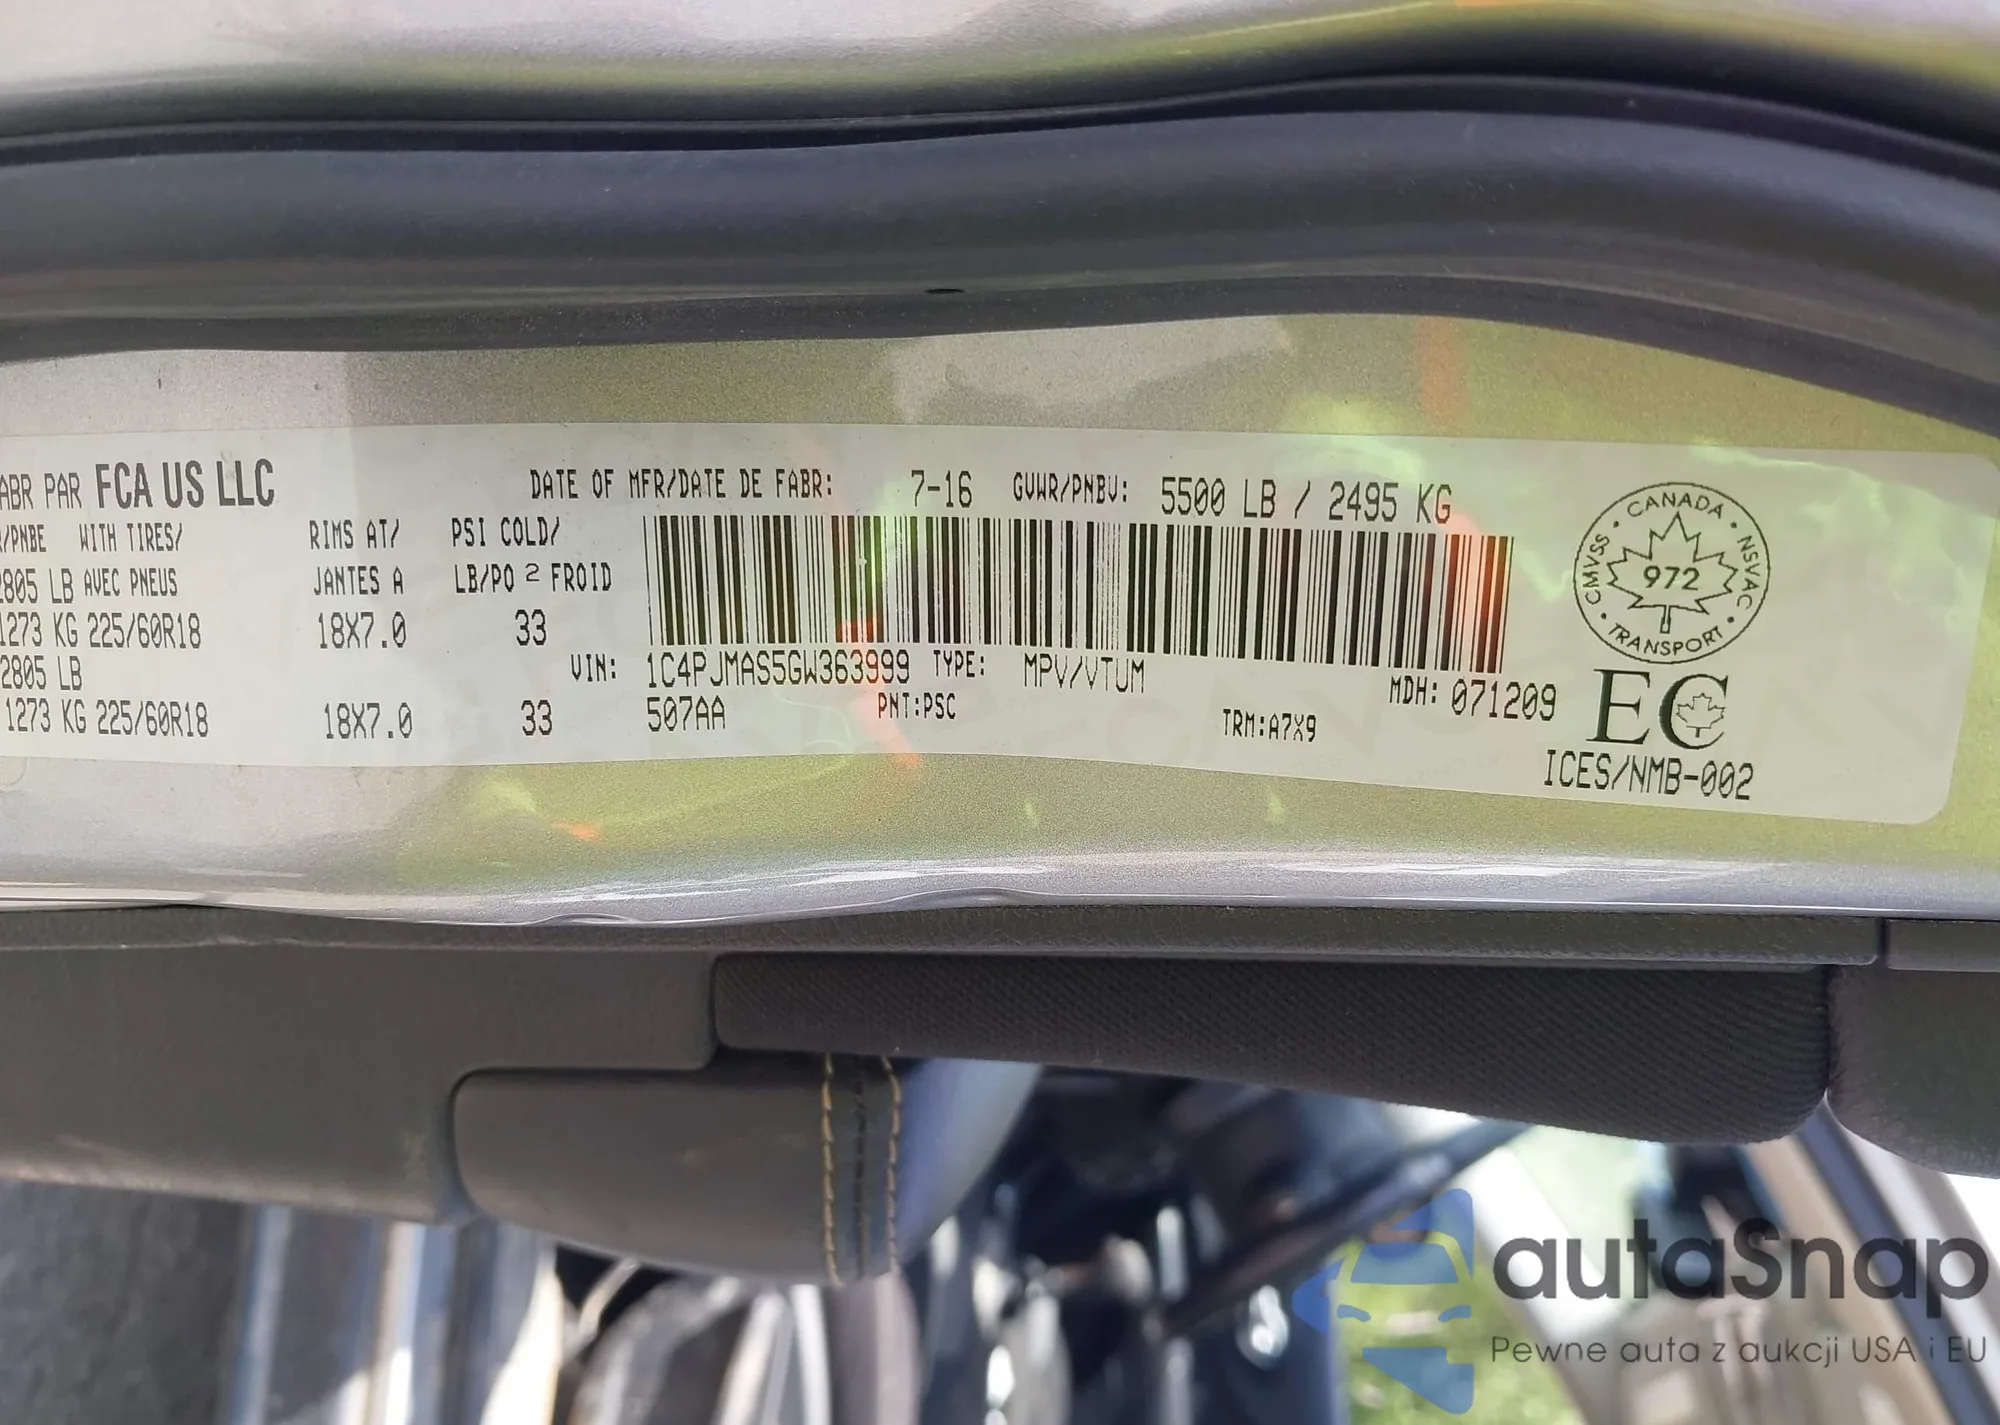 ABR PAR FCA US LLC DATE OF MFR/DATE DE FABR: 7-16 GVWR/PNBV: 5500 LB / 2495 KG
/PNBE WITH TIRES/ RIMS AT/ PSI COLD/
2805 LB AVEC PNEUS JANTES A LB/PO 2 FROID
1273 KG 225/60R18 18X7.0 33
2805 LB
1273 KG 225/60R18 18X7.0 33
VIN: 1C4PJMAS5GW363999 TYPE: MPV/VTUM MDH: 071209
507AA PNT:PSC TRM:A7X9
CANADA
CMVSS NSVAC
972
TRANSPORT
EC
ICES/NMB-002
autaSnap
Pewne auta z aukcji USA i EU